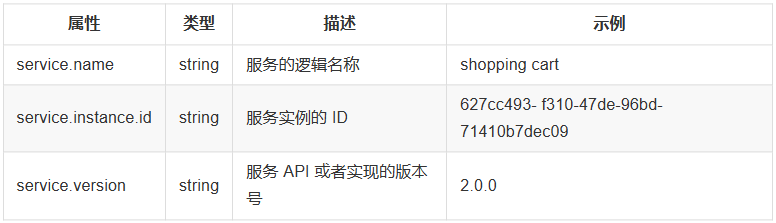 属性 类型 描述 示例
service.name string 服务的逻辑名称 shopping cart
service.instance.id string 服务实例的 ID 627cc493- f310-47de-96bd-
71410b7dec09
service.version string 服务 API 或者实现的版本 2.0.0
号